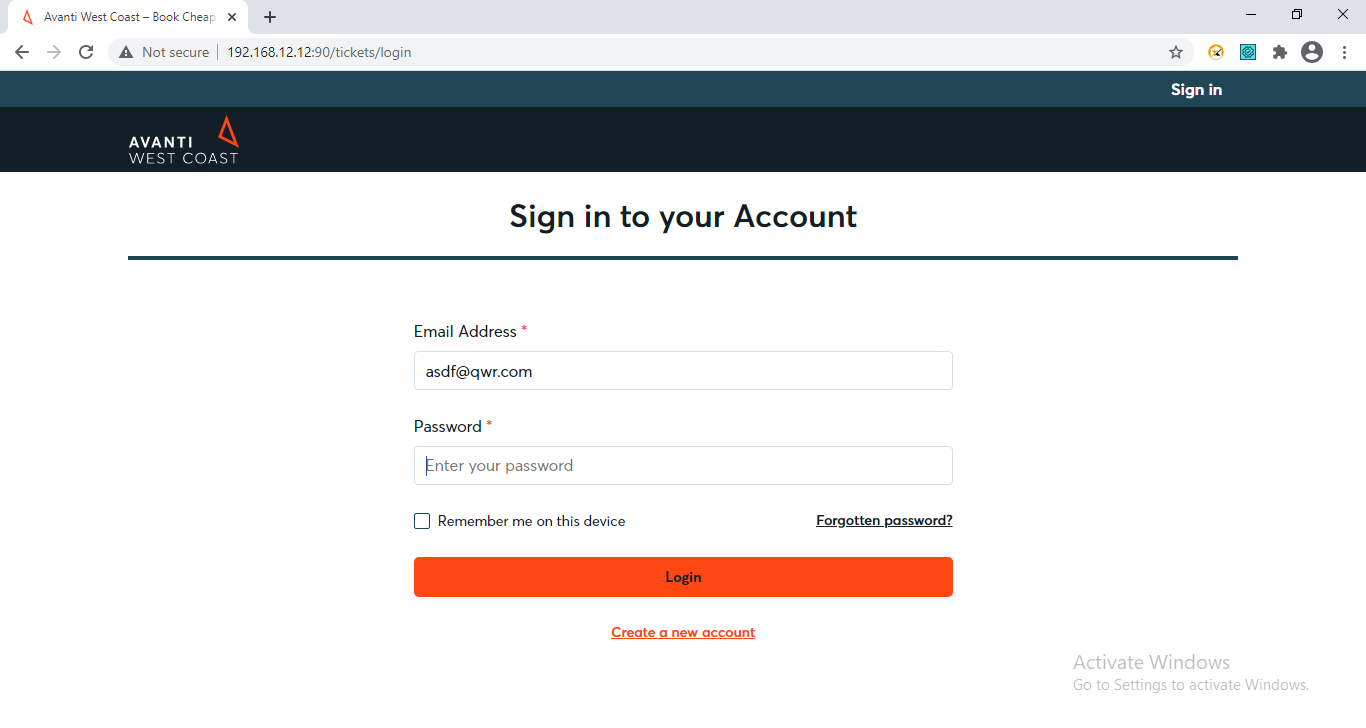 Avanti West Coast – Book Cheap
Not secure
192.168.12.12:90/tickets/login
Sign in
AVANTI
WEST COAST
Sign in to your Account
Email Address *
asdf@qwr.com
Password *
Enter your password
Remember me on this device
Forgotten password?
Login
Create a new account
Activate Windows
Go to Settings to activate Windows.